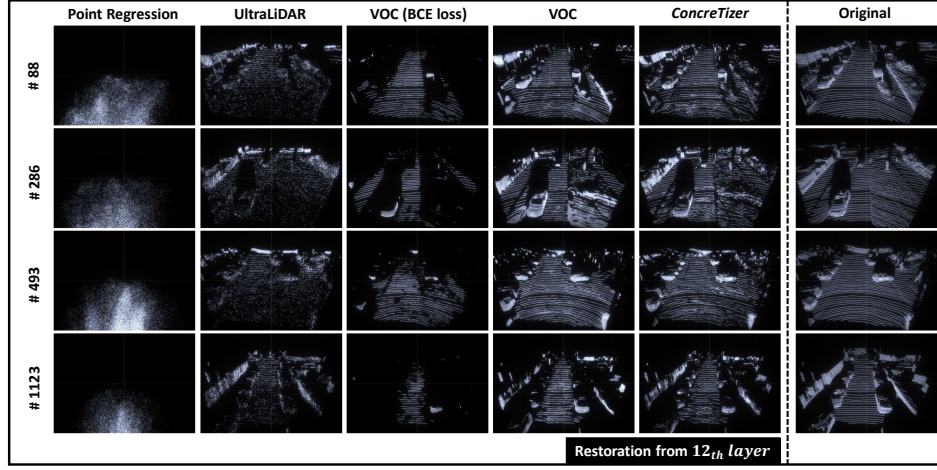 Point Regression UltraLiDAR VOC (BCE loss) VOC ConcreTizer Original
# 88
# 286
# 493
# 1123
Restoration from 12th layer